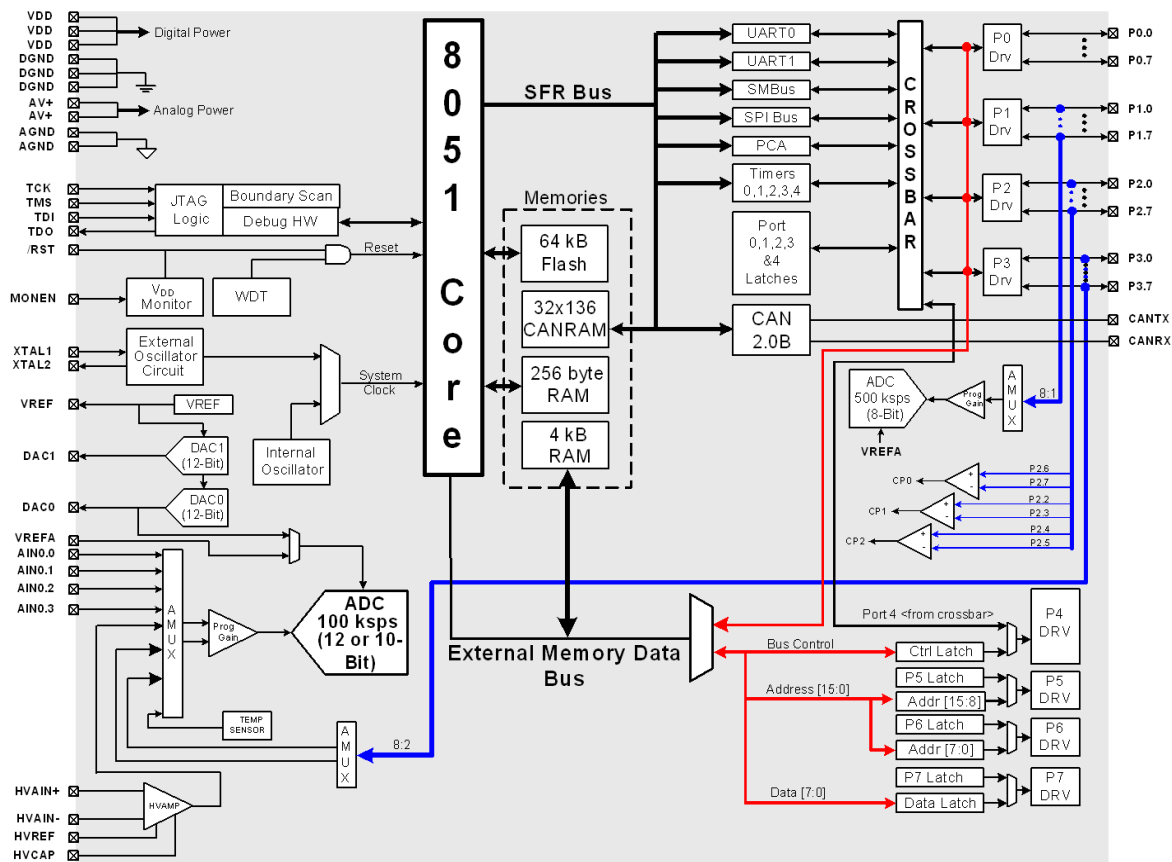 VDD
VDD
VDD
Digital Power
DGND
DGND
DGND
AV+
AV+
Analog Power
AGND
AGND
TCK
TMS
TDI
TDO
JTAG
Logic
Boundary Scan
Debug HW
/RST
Reset
MONEN
VDD
Monitor
WDT
XTAL1
XTAL2
External
Oscillator
Circuit
System
Clock
VREF
VREF
Internal
Oscillator
DAC1
DAC1
(12-Bit)
DAC0
DAC0
(12-Bit)
VREFA
AIN0.0
AIN0.1
AIN0.2
AIN0.3
AMUX
Prog
Gain
ADC
100 ksps
(12 or 10-
Bit)
TEMP
SENSOR
AMUX
8:2
HVAIN+
HVAIN-
HVREF
HVCAP
HVAMP
8051 Core
SFR Bus
Memories
64 kB
Flash
32x136
CANRAM
256 byte
RAM
4 kB
RAM
External Memory Data
Bus
UART0
UART1
SMBus
SPI Bus
PCA
Timers
0,1,2,3,4
Port
0,1,2,3
&4
Latches
CAN
2.0B
CROSSBAR
P0
Drv
P1
Drv
P2
Drv
P3
Drv
P0.0
P0.7
P1.0
P1.7
P2.0
P2.7
P3.0
P3.7
CANTX
CANRX
ADC
500 ksps
(8-Bit)
VREFA
Prog
Gain
AMUX
8:1
CP0
+
-
P2.6
P2.7
CP1
+
-
P2.2
P2.3
CP2
+
-
P2.4
P2.5
Port 4 <from crossbar>
Bus Control
Ctrl Latch
P4
DRV
Address [15:0]
P5 Latch
Addr [15:8]
P5
DRV
P6 Latch
Addr [7:0]
P6
DRV
Data [7:0]
P7 Latch
Data Latch
P7
DRV